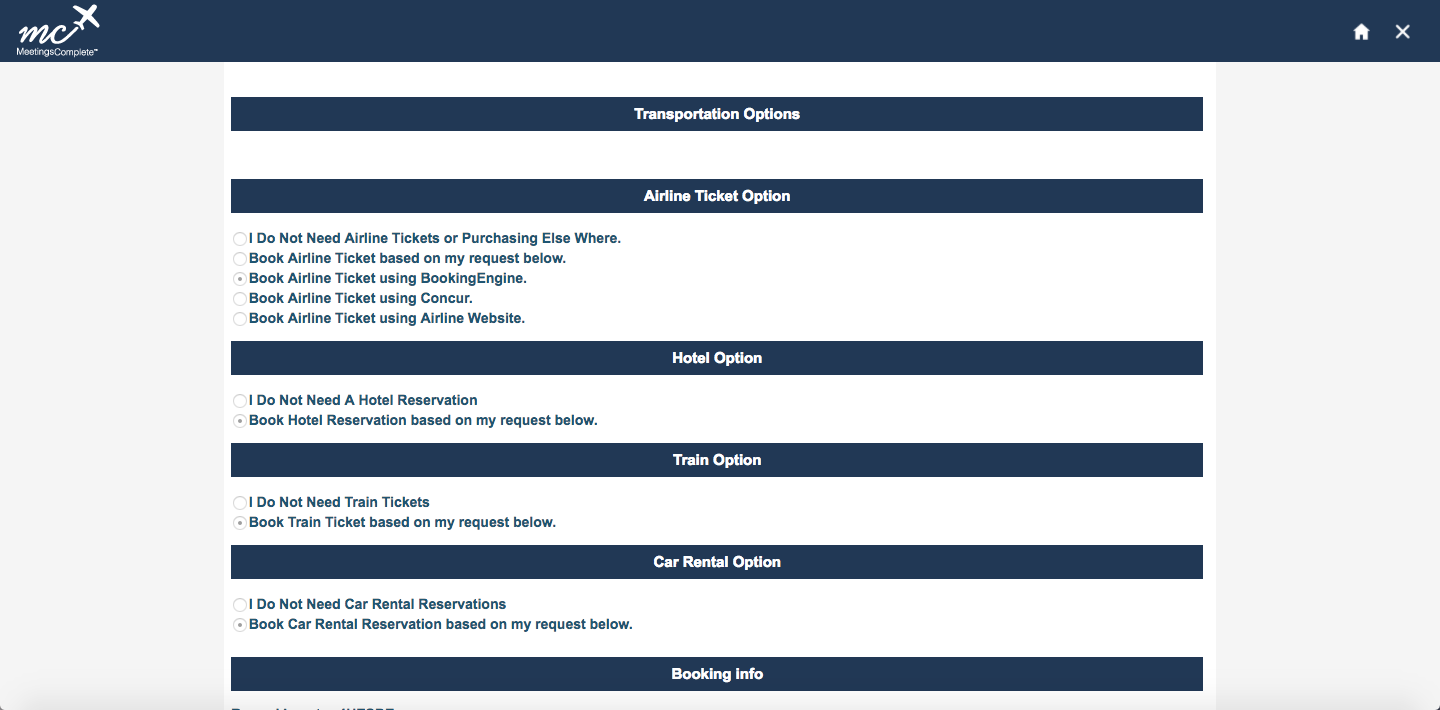 mc
MeetingsComplete™
Transportation Options
Airline Ticket Option
I Do Not Need Airline Tickets or Purchasing Else Where.
Book Airline Ticket based on my request below.
Book Airline Ticket using BookingEngine.
Book Airline Ticket using Concur.
Book Airline Ticket using Airline Website.
Hotel Option
I Do Not Need A Hotel Reservation
Book Hotel Reservation based on my request below.
Train Option
I Do Not Need Train Tickets
Book Train Ticket based on my request below.
Car Rental Option
I Do Not Need Car Rental Reservations
Book Car Rental Reservation based on my request below.
Booking info